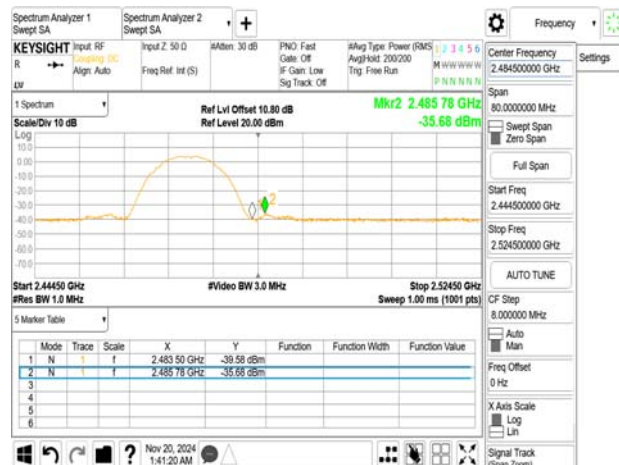 Spectrum Analyzer 1
Swept SA
Spectrum Analyzer 2
Swept SA
+
Frequency
KEYSIGHT
R
Input: RF
Coupling: DC
Align: Auto
Input Z: 50 Ω
Freq Ref: Int (S)
#Atten: 30 dB
PNO: Fast
Gate: Off
IF Gain: Low
Sig Track: Off
#Avg Type: Power (RMS
Avg|Hold: 200/200
Trig: Free Run
1 2 3 4 5 6
M W W W W W
P N N N N N
Center Frequency
2.484500000 GHz
Settings
Span
80.0000000 MHz
Swept Span
Zero Span
Full Span
Start Freq
2.444500000 GHz
Stop Freq
2.524500000 GHz
AUTO TUNE
CF Step
8.000000 MHz
Auto
Man
Freq Offset
0 Hz
X Axis Scale
Log
Lin
Signal Track
(Span Zoom)
1 Spectrum
Scale/Div 10 dB
Ref Lvl Offset 10.80 dB
Ref Level 20.00 dBm
Mkr2 2.485 78 GHz
-35.68 dBm
Log
10.0
0.00
-10.0
-20.0
-30.0
-40.0
-50.0
-60.0
-70.0
2
Start 2.44450 GHz
#Res BW 1.0 MHz
#Video BW 3.0 MHz
Stop 2.52450 GHz
Sweep 1.00 ms (1001 pts)
5 Marker Table
Mode Trace Scale X Y Function Function Width Function Value
1 N 1 f 2.483 50 GHz -39.58 dBm
2 N 1 f 2.485 78 GHz -35.68 dBm
3
4
5
6
?
Nov 20, 2024
1:41:20 AM